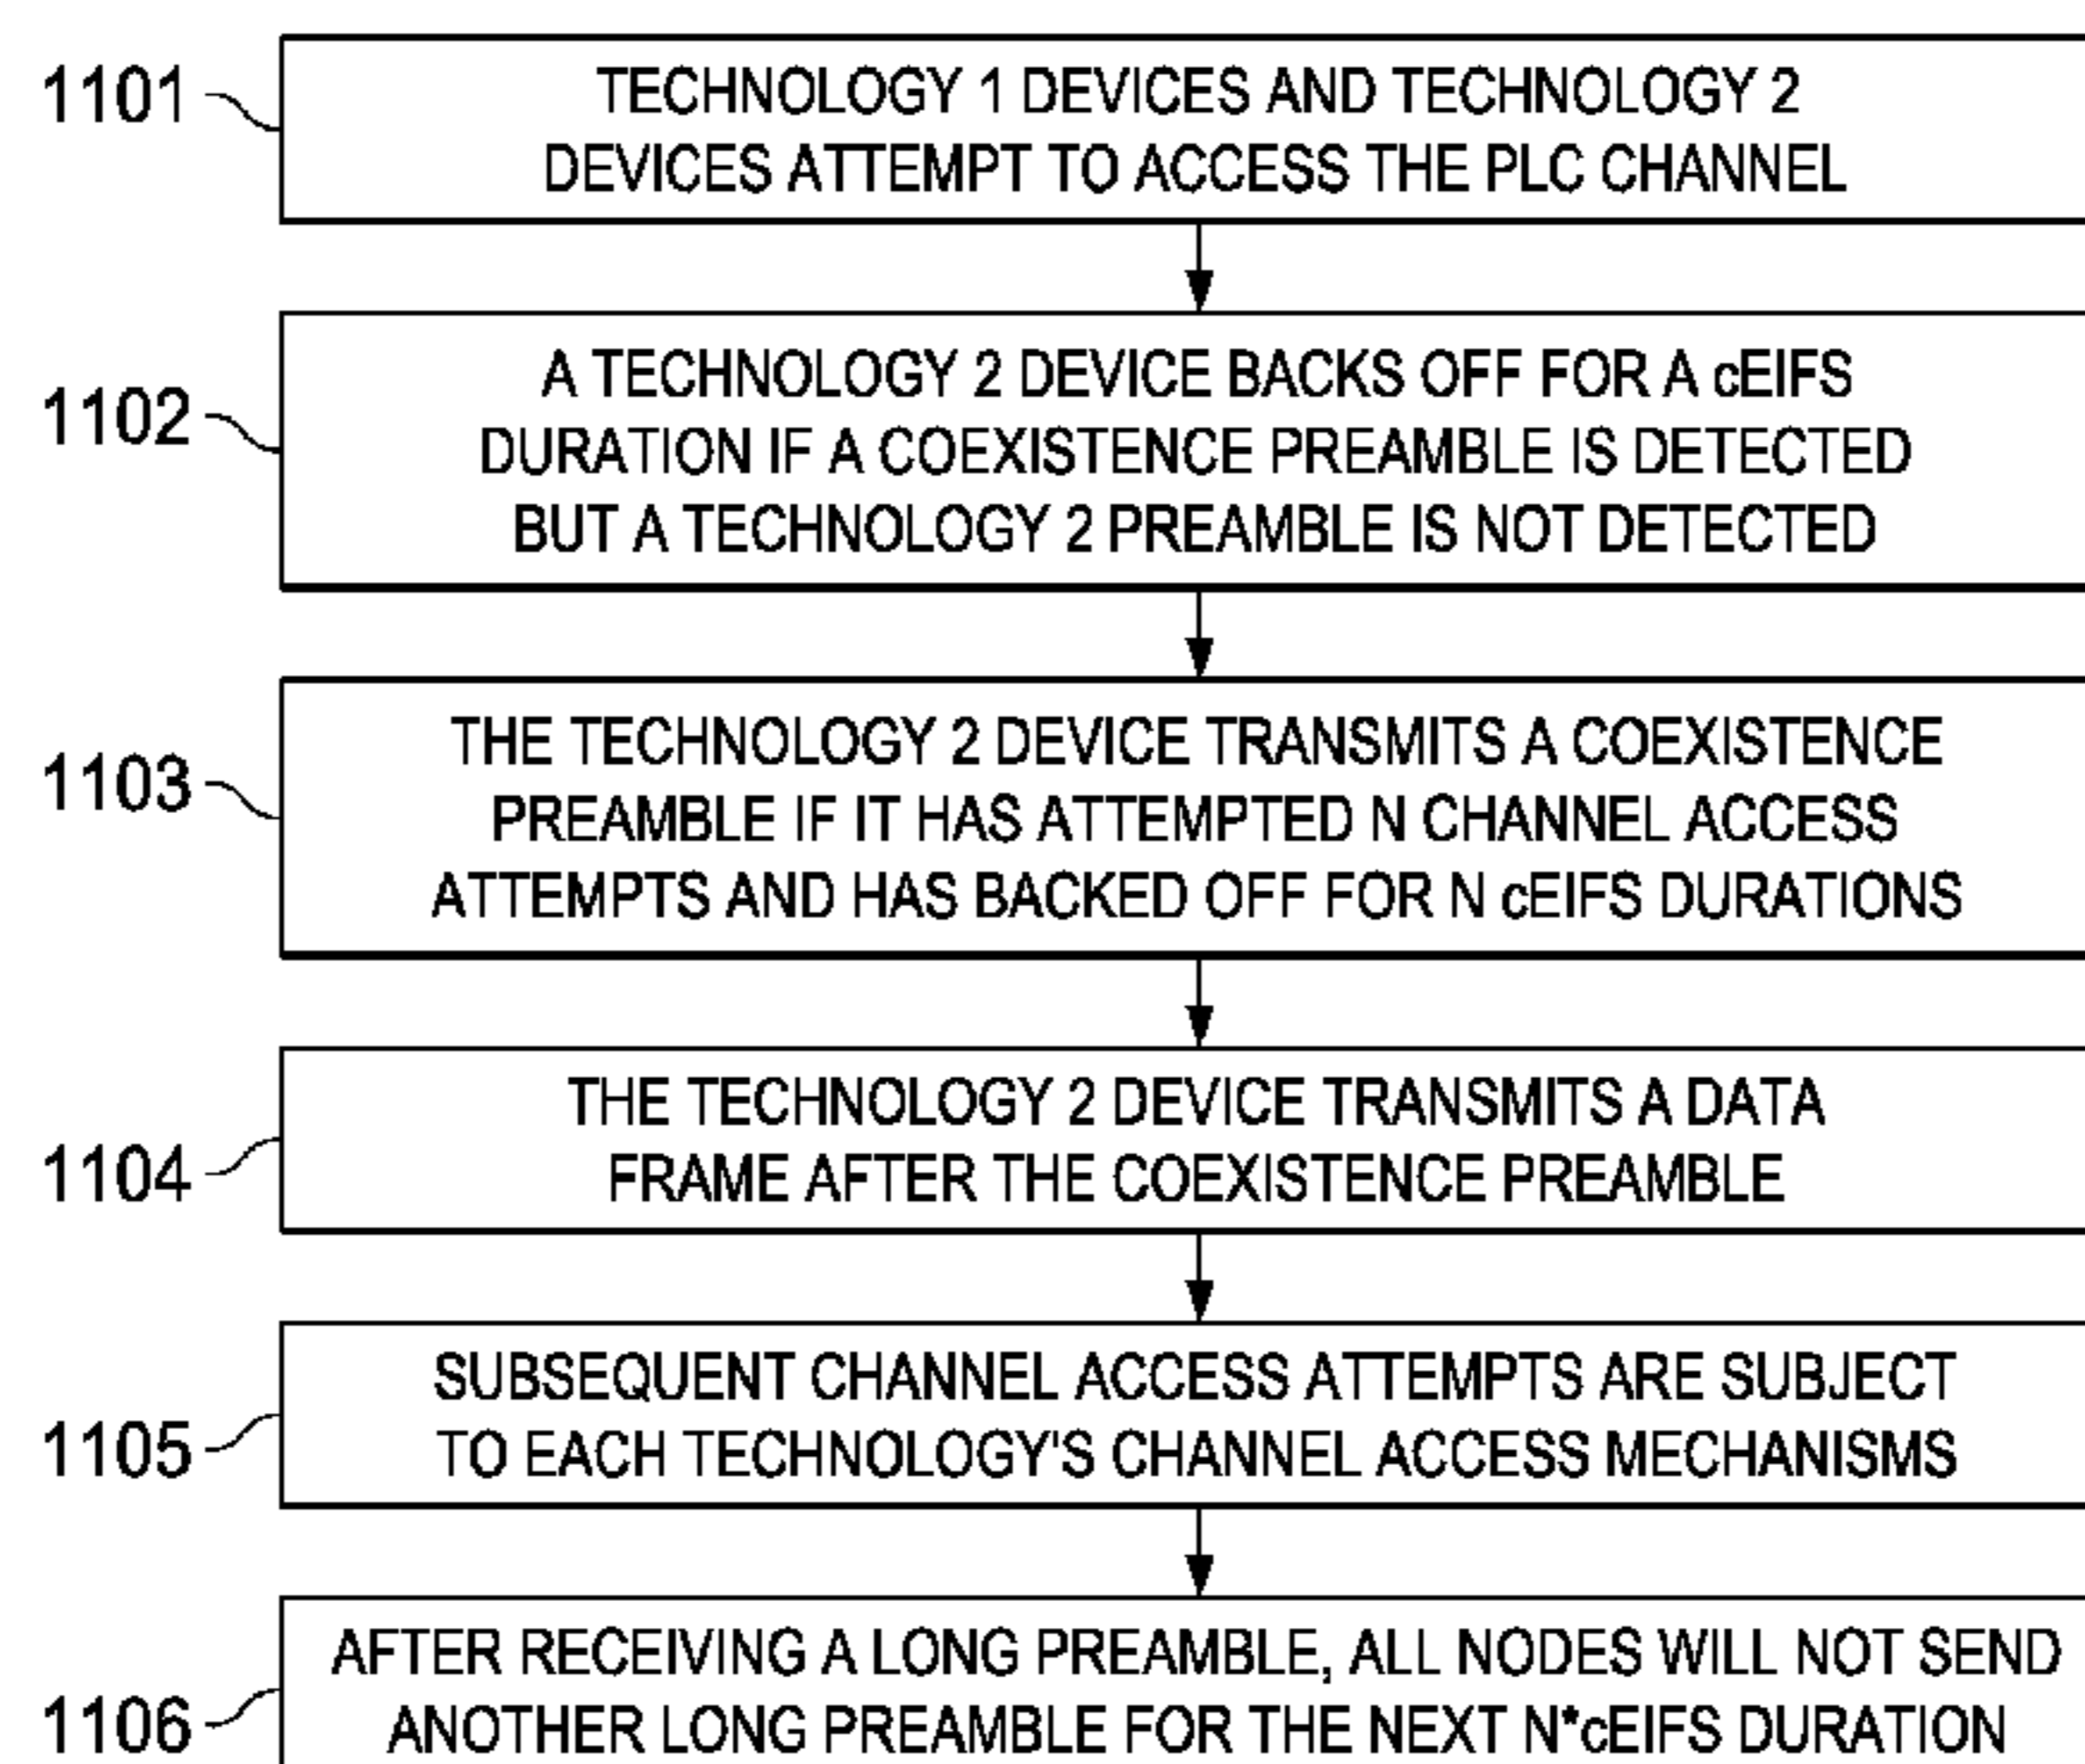 1101
TECHNOLOGY 1 DEVICES AND TECHNOLOGY 2
DEVICES ATTEMPT TO ACCESS THE PLC CHANNEL
1102
A TECHNOLOGY 2 DEVICE BACKS OFF FOR A cEIFS
DURATION IF A COEXISTENCE PREAMBLE IS DETECTED
BUT A TECHNOLOGY 2 PREAMBLE IS NOT DETECTED
1103
THE TECHNOLOGY 2 DEVICE TRANSMITS A COEXISTENCE
PREAMBLE IF IT HAS ATTEMPTED N CHANNEL ACCESS
ATTEMPTS AND HAS BACKED OFF FOR N cEIFS DURATIONS
1104
THE TECHNOLOGY 2 DEVICE TRANSMITS A DATA
FRAME AFTER THE COEXISTENCE PREAMBLE
1105
SUBSEQUENT CHANNEL ACCESS ATTEMPTS ARE SUBJECT
TO EACH TECHNOLOGY'S CHANNEL ACCESS MECHANISMS
1106
AFTER RECEIVING A LONG PREAMBLE, ALL NODES WILL NOT SEND
ANOTHER LONG PREAMBLE FOR THE NEXT N*cEIFS DURATION